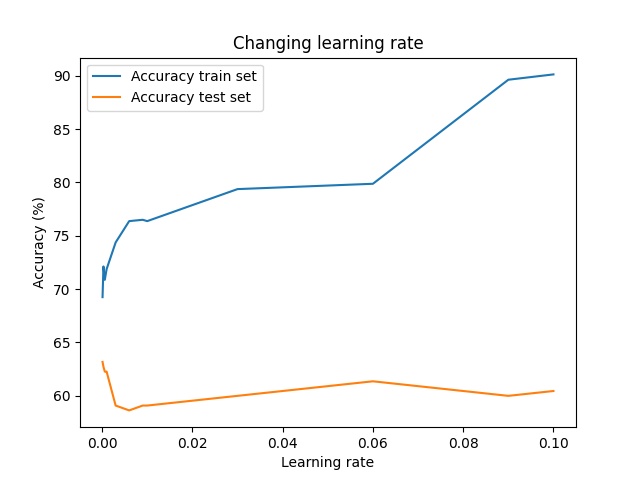 Changing learning rate
Accuracy train set
Accuracy test set
90
85
80
75
70
65
60
Accuracy (%)
0.00 0.02 0.04 0.06 0.08 0.10
Learning rate